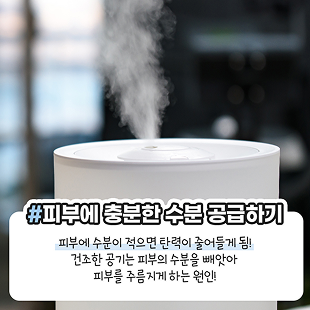 #피부에 충분한 수분 공급하기
피부에 수분이 적으면 탄력이 줄어들게 됨!
건조한 공기는 피부의 수분을 빼앗아
피부를 주름지게 하는 원인!